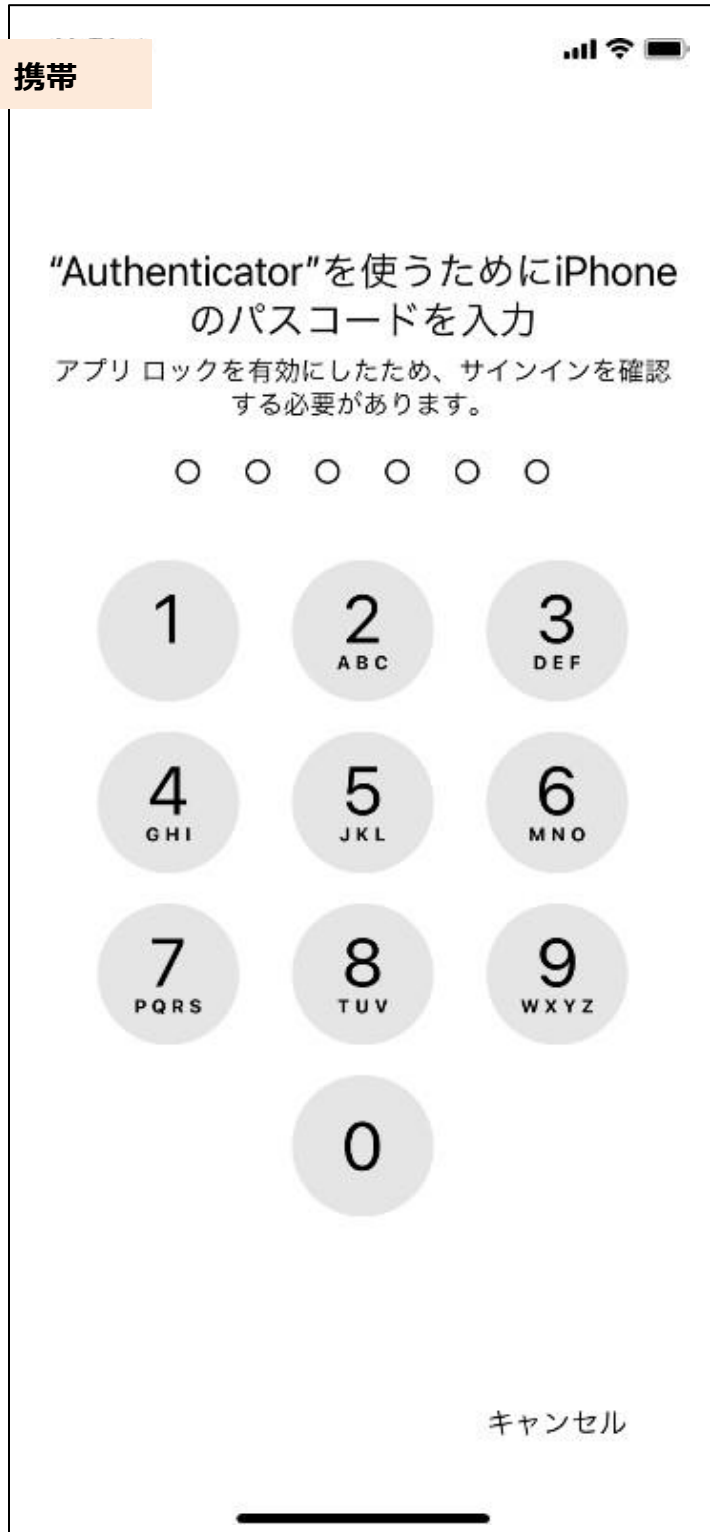 携帯
“Authenticator”を使うためにiPhone
のパスコードを入力
アプリ ロックを有効にしたため、サインインを確認
する必要があります。
1 2 3
ABC DEF
4 5 6
GHI JKL MNO
7 8 9
PQRS TUV WXYZ
0
キャンセル